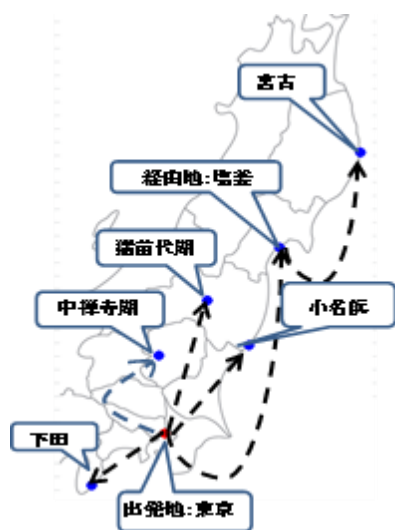 宮古
経由地:塩釜
猪苗代湖
中禅寺湖
小名浜
下田
出発地:東京